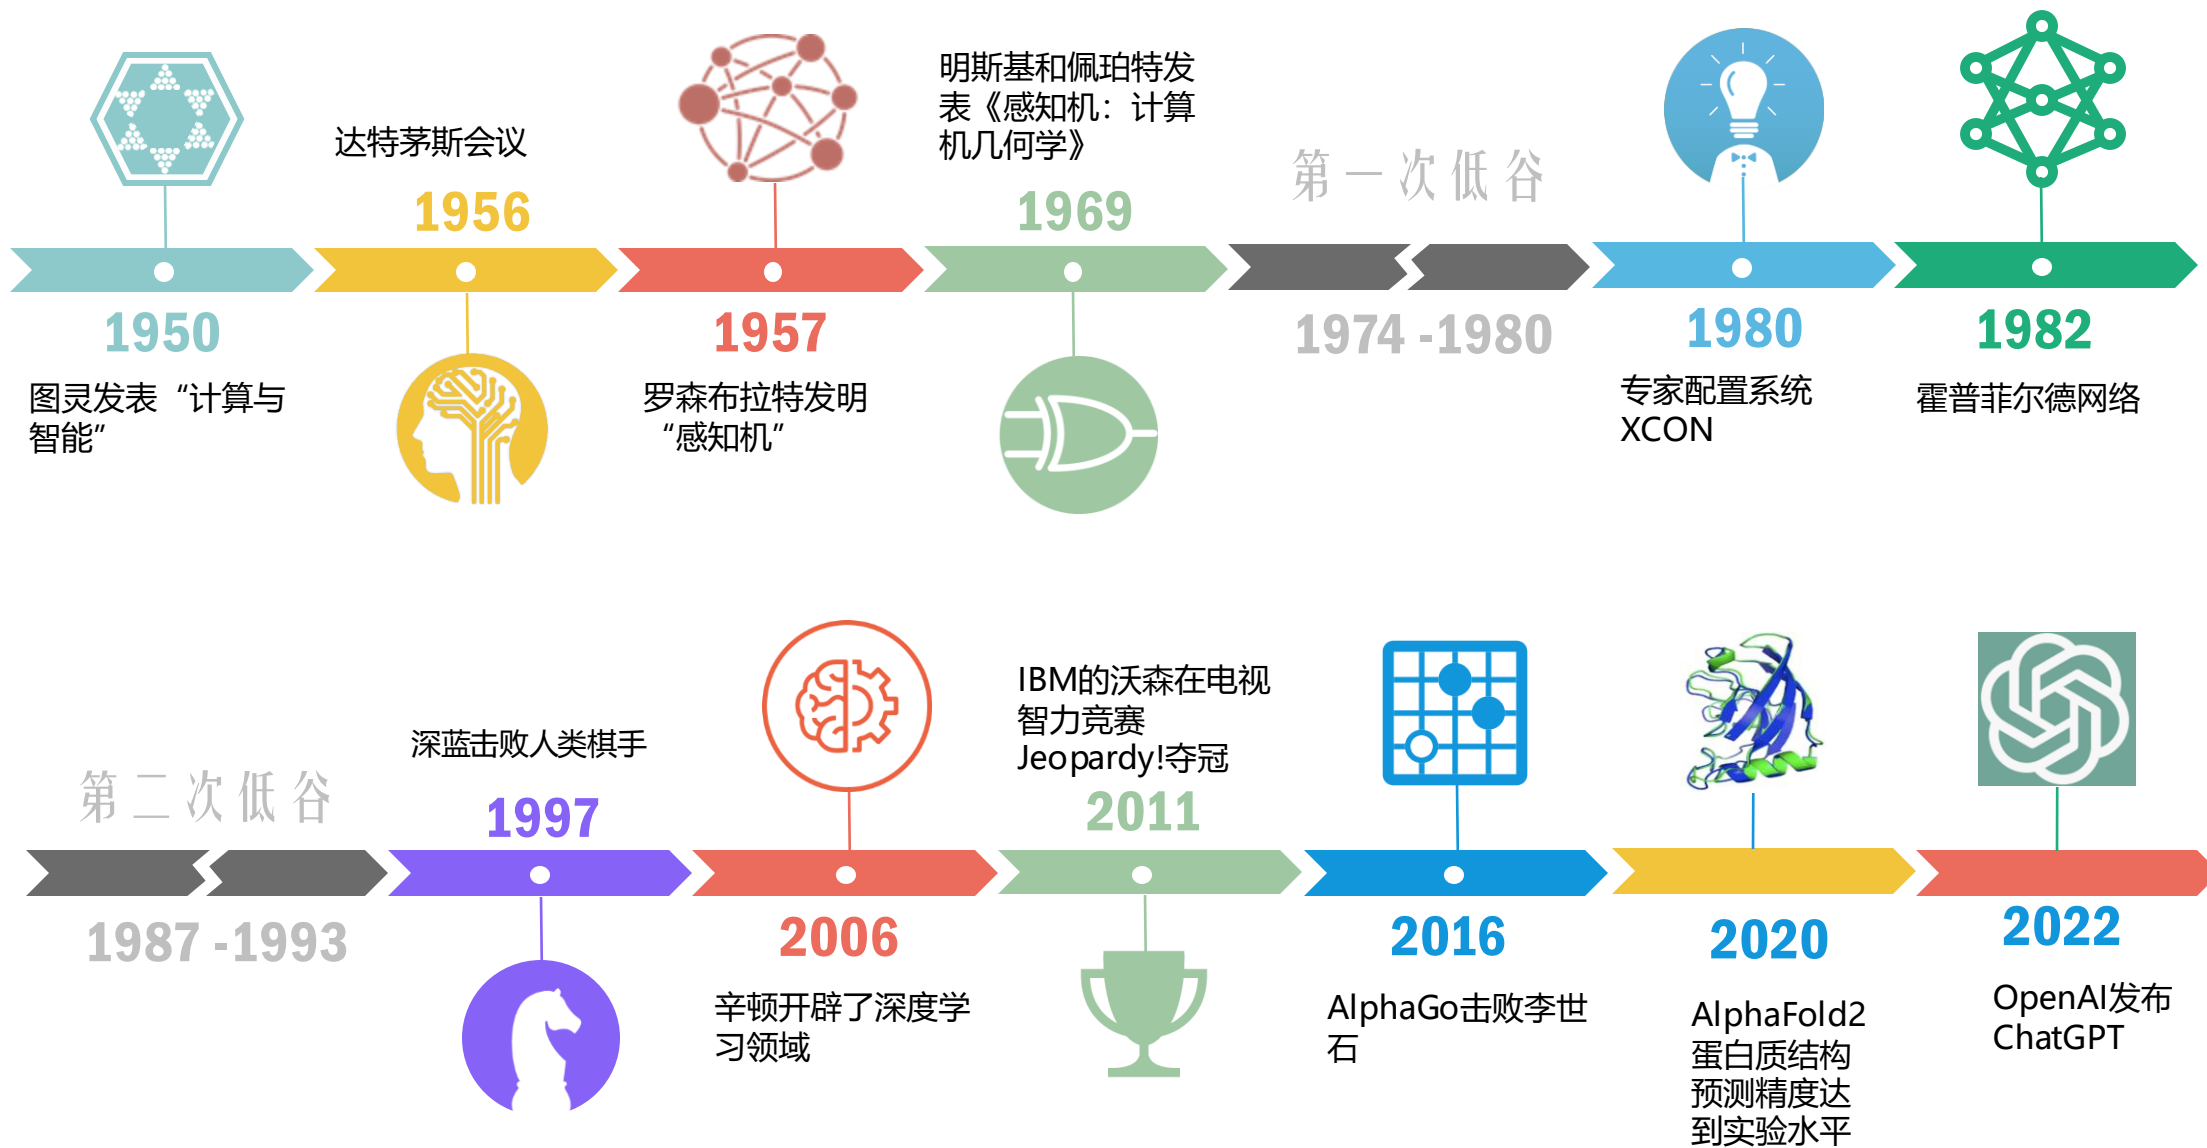 1950
图灵发表“计算与
智能”
达特茅斯会议
1956
1957
罗森布拉特发明
“感知机”
明斯基和佩珀特发
表《感知机：计算
机几何学》
1969
第一次低谷
1974 -1980
1980
专家配置系统
XCON
1982
霍普菲尔德网络
第二次低谷
1987 -1993
深蓝击败人类棋手
1997
2006
辛顿开辟了深度学
习领域
IBM的沃森在电视
智力竞赛
Jeopardy!夺冠
2011
2016
AlphaGo击败李世
石
2020
AlphaFold2
蛋白质结构
预测精度达
到实验水平
2022
OpenAI发布
ChatGPT